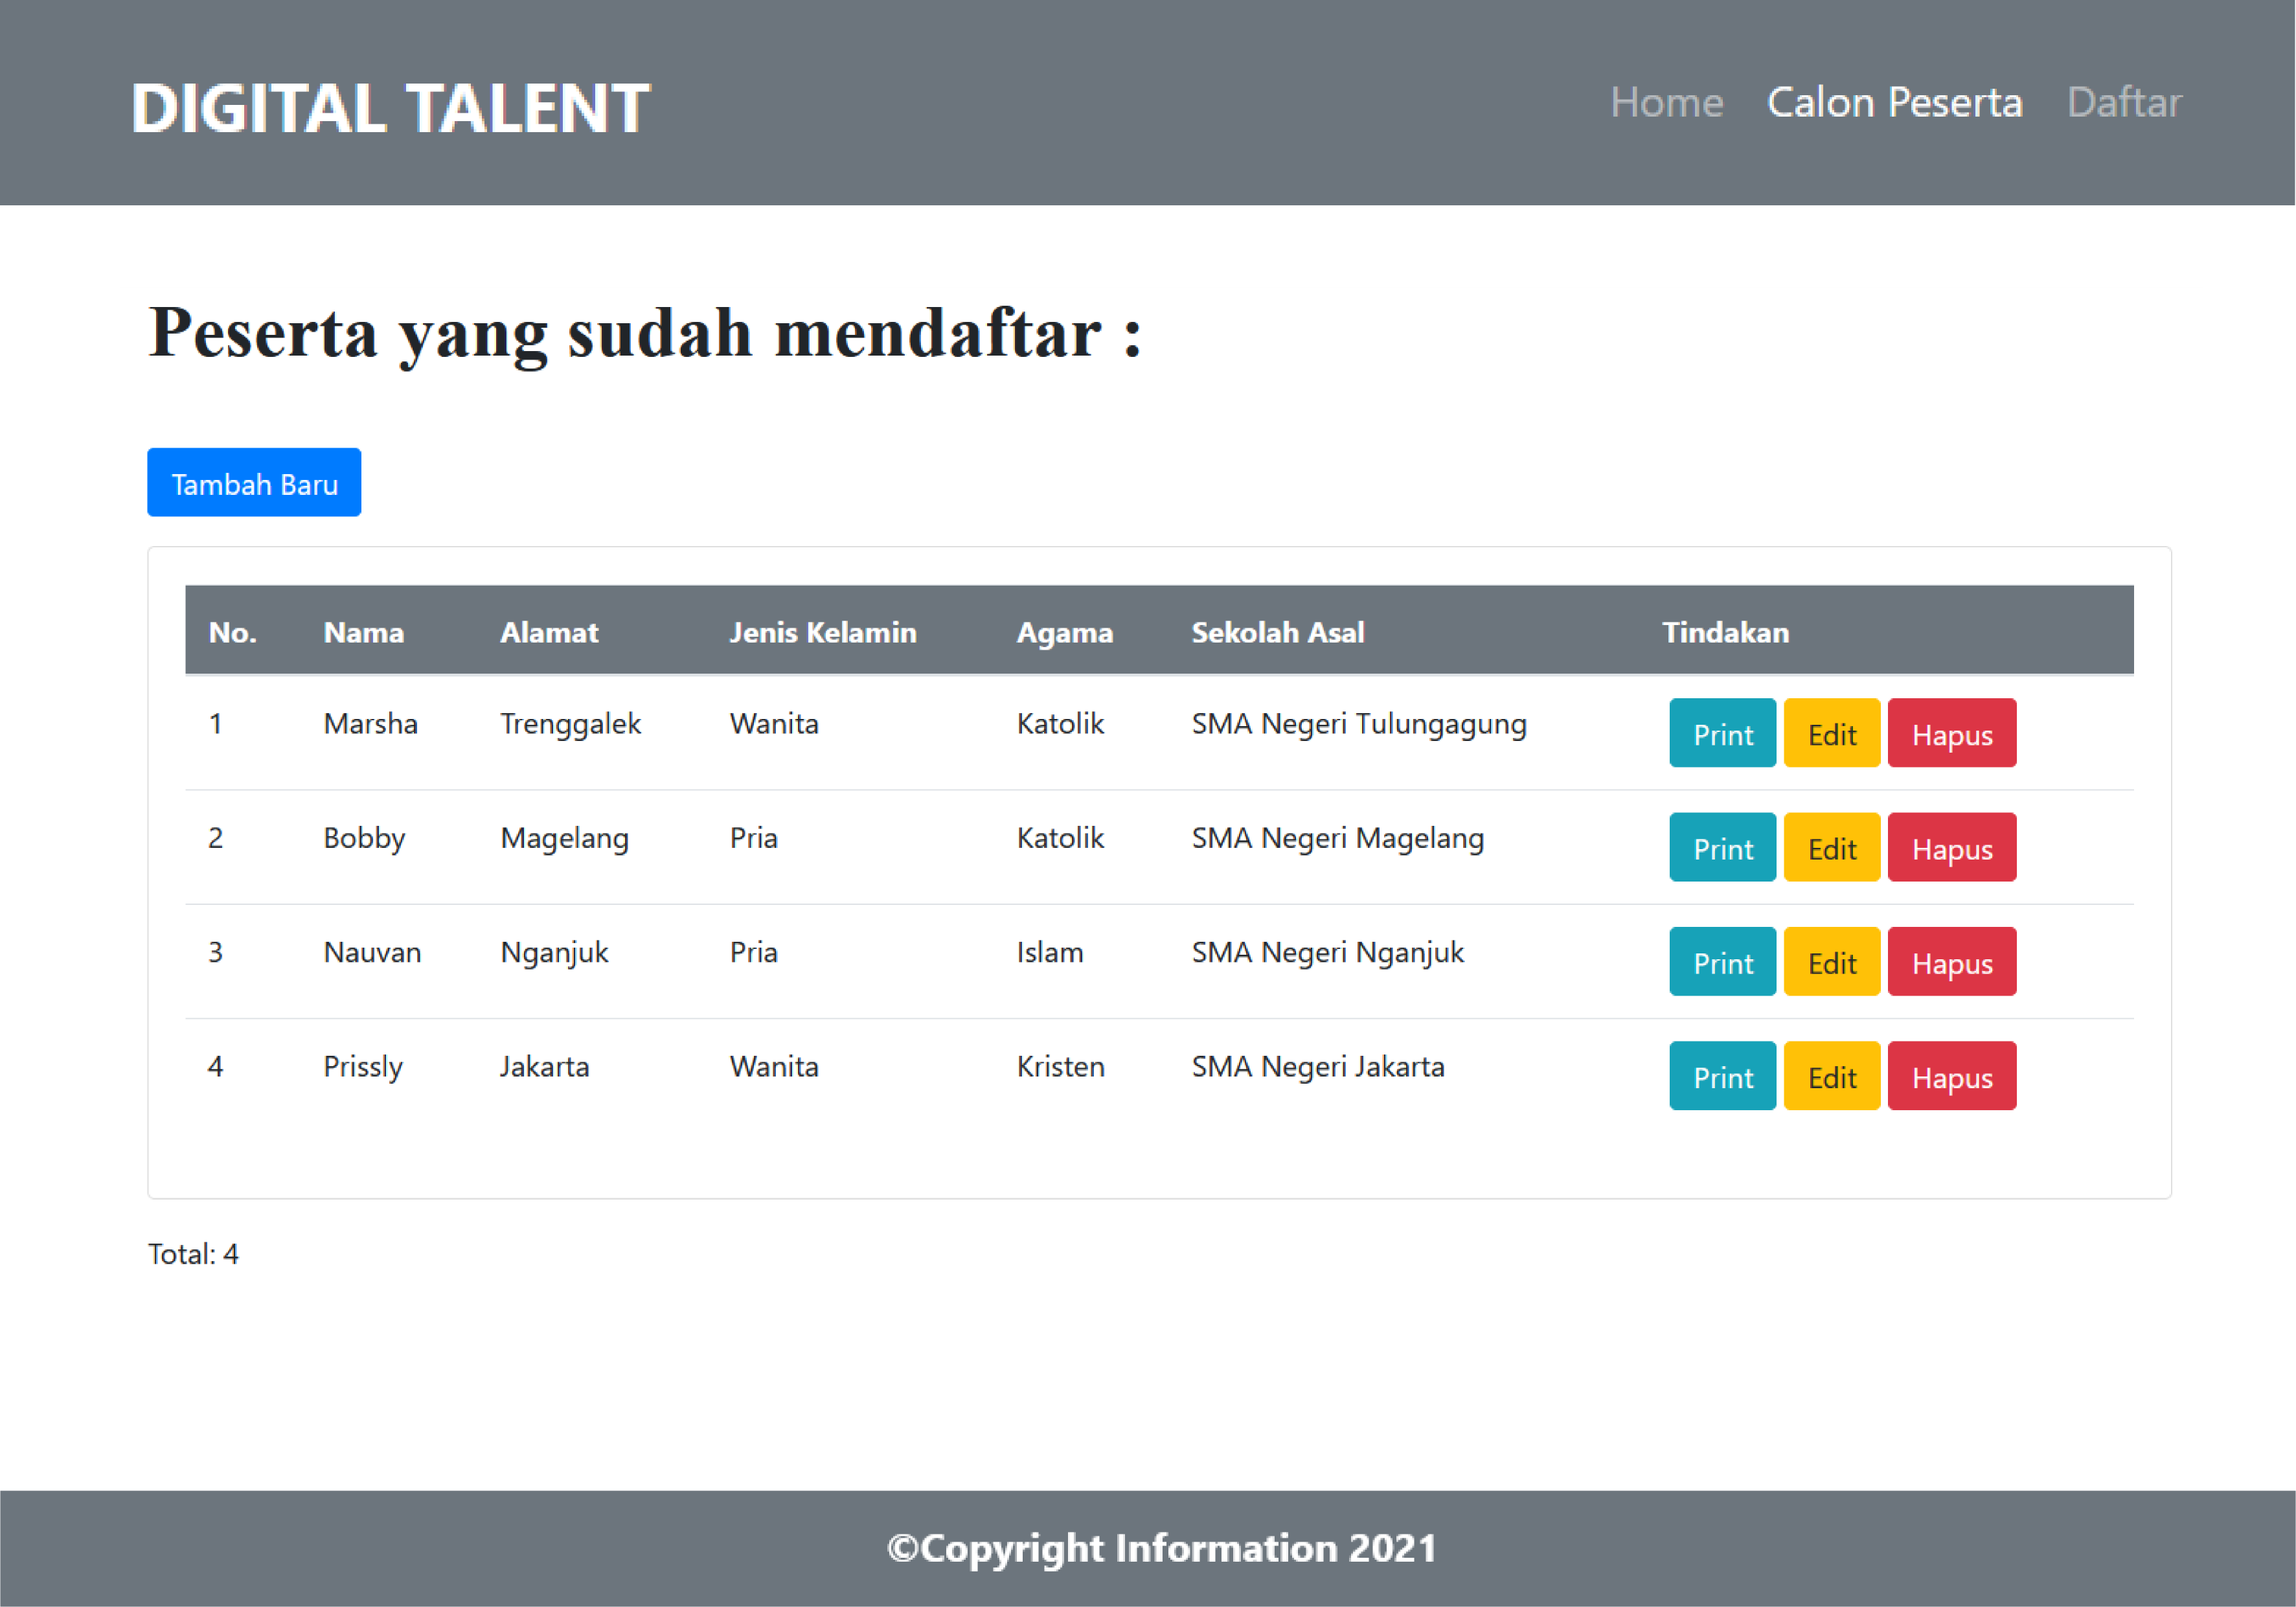 DIGITAL TALENT Home Calon Peserta Daftar
Peserta yang sudah mendaftar :
Tambah Baru
No. Nama Alamat Jenis Kelamin Agama Sekolah Asal Tindakan
1 Marsha Trenggalek Wanita Katolik SMA Negeri Tulungagung Print Edit Hapus
2 Bobby Magelang Pria Katolik SMA Negeri Magelang Print Edit Hapus
3 Nauvan Nganjuk Pria Islam SMA Negeri Nganjuk Print Edit Hapus
4 Prissly Jakarta Wanita Kristen SMA Negeri Jakarta Print Edit Hapus
Total: 4
©Copyright Information 2021